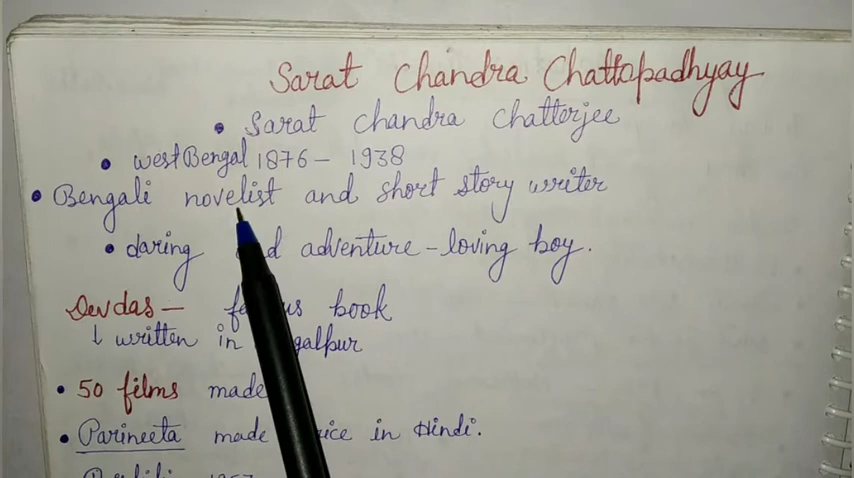 Sarat Chandra Chattopadhyay
• Sarat Chandra Chatterjee
• West Bengal 1876 – 1938
• Bengali novelist and short story writer
• daring adventure-loving boy.
Devdas – book
↓ written in
• 50 films made
• Parineeta made in Hindi.